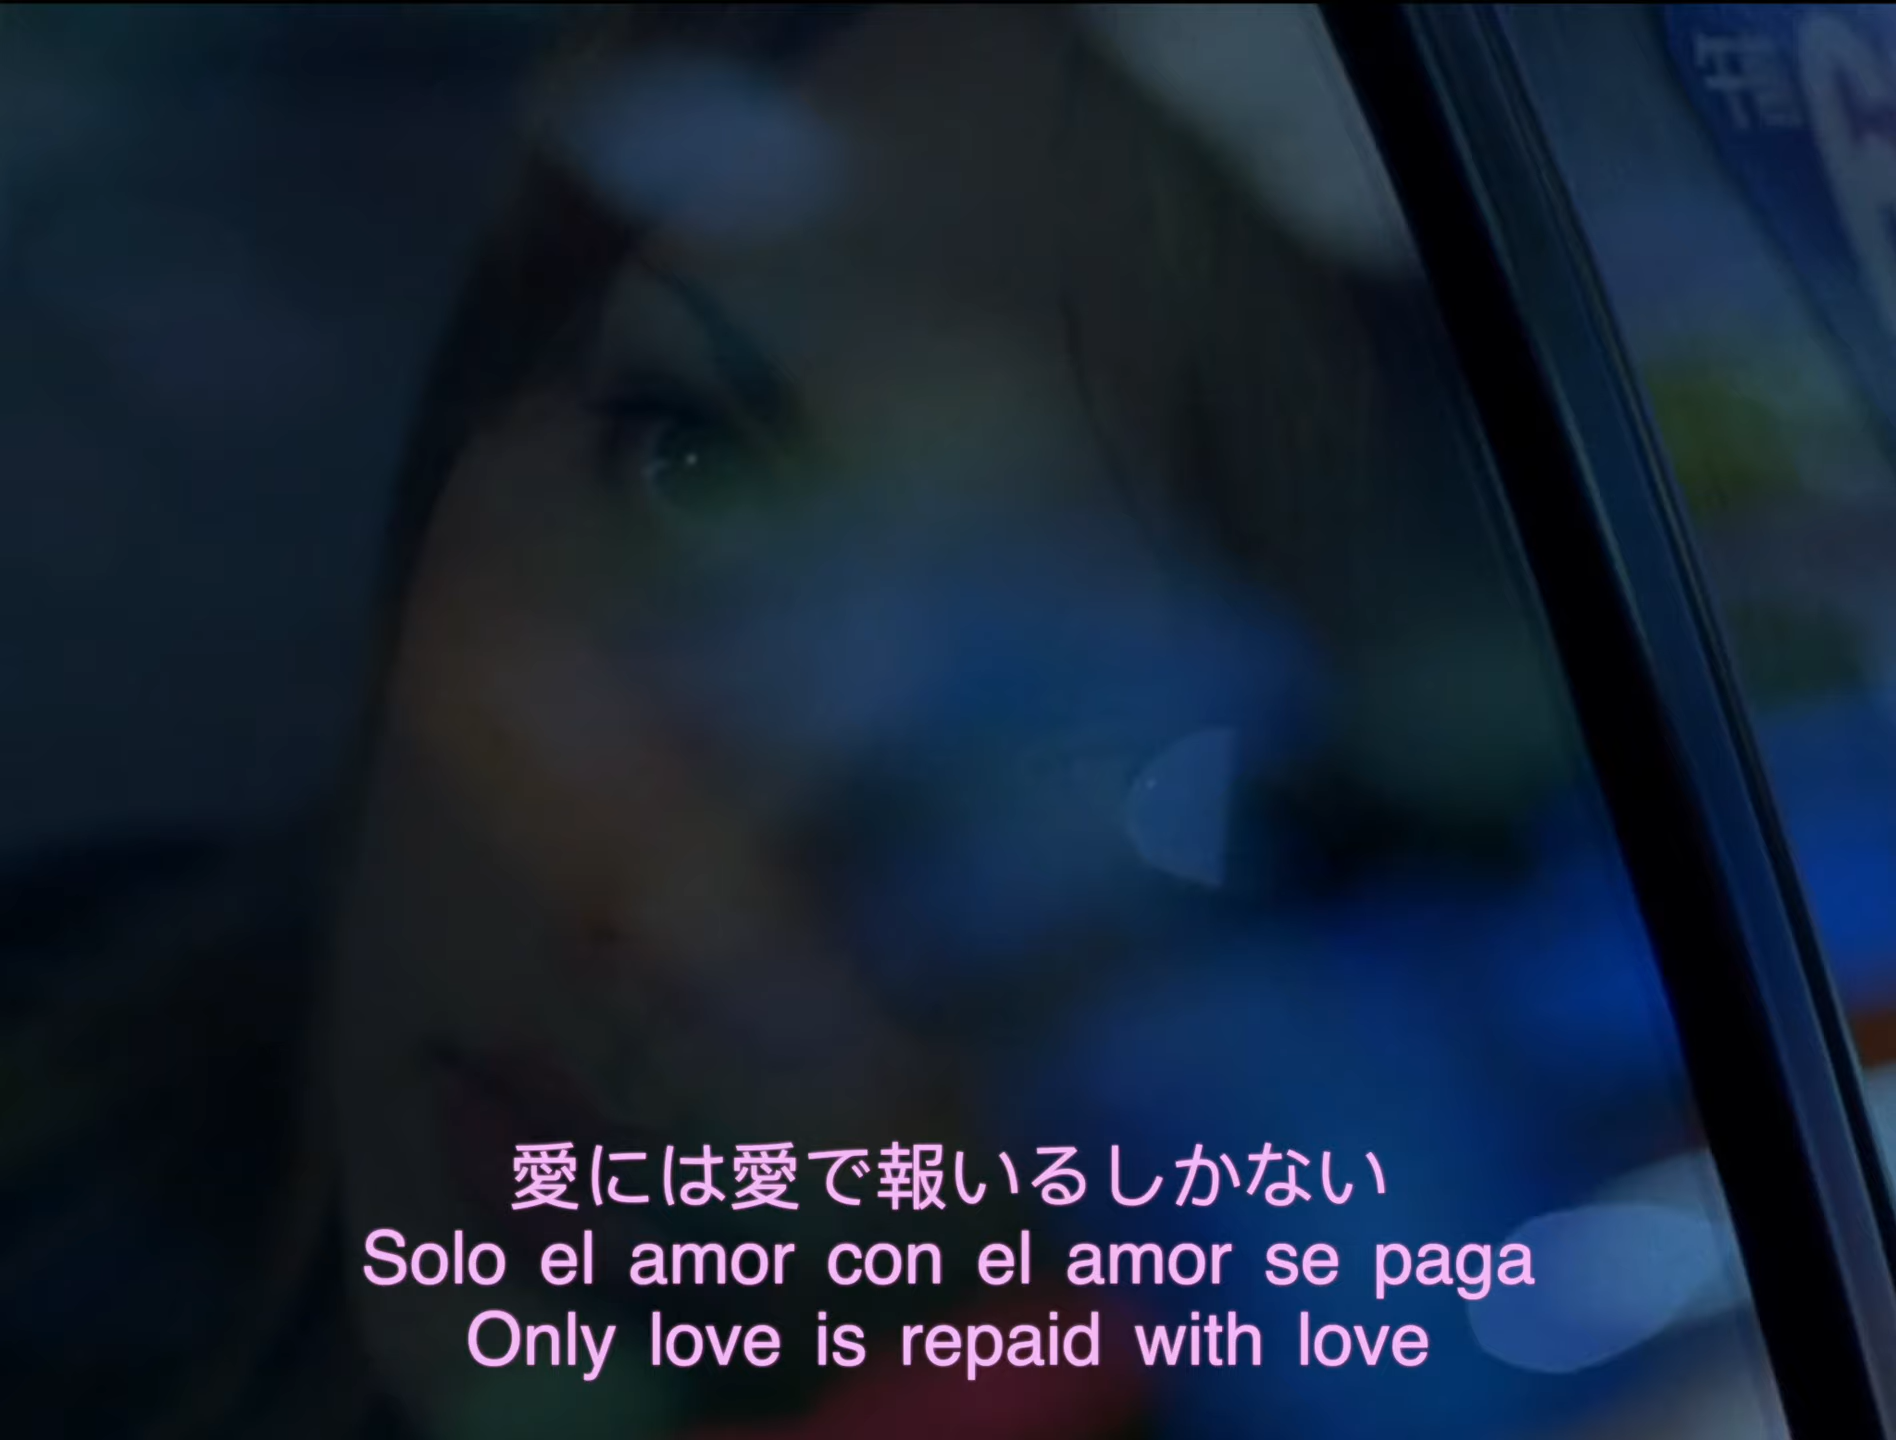 愛には愛で報いるしかない
Solo el amor con el amor se paga
Only love is repaid with love